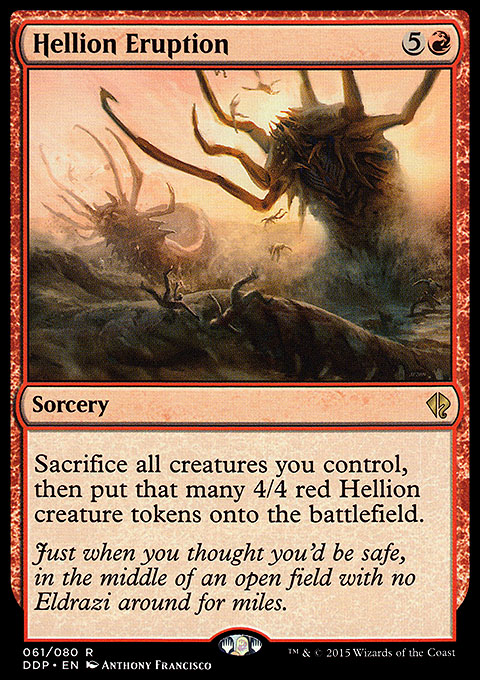 Hellion Eruption 5
Sorcery
Sacrifice all creatures you control,
then put that many 4/4 red Hellion
creature tokens onto the battlefield.
Just when you thought you'd be safe,
in the middle of an open field with no
Eldrazi around for miles.
061/080 R
DDP • EN Anthony Francisco
™ & © 2015 Wizards of the Coast